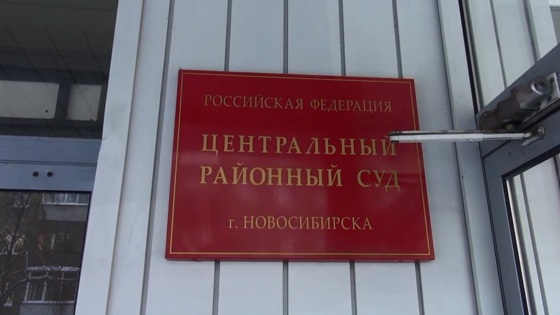 РОССИЙСКАЯ ФЕДЕРАЦИЯ
ЦЕНТРАЛЬНЫЙ
РАЙОННЫЙ СУД
г. НОВОСИБИРСКА